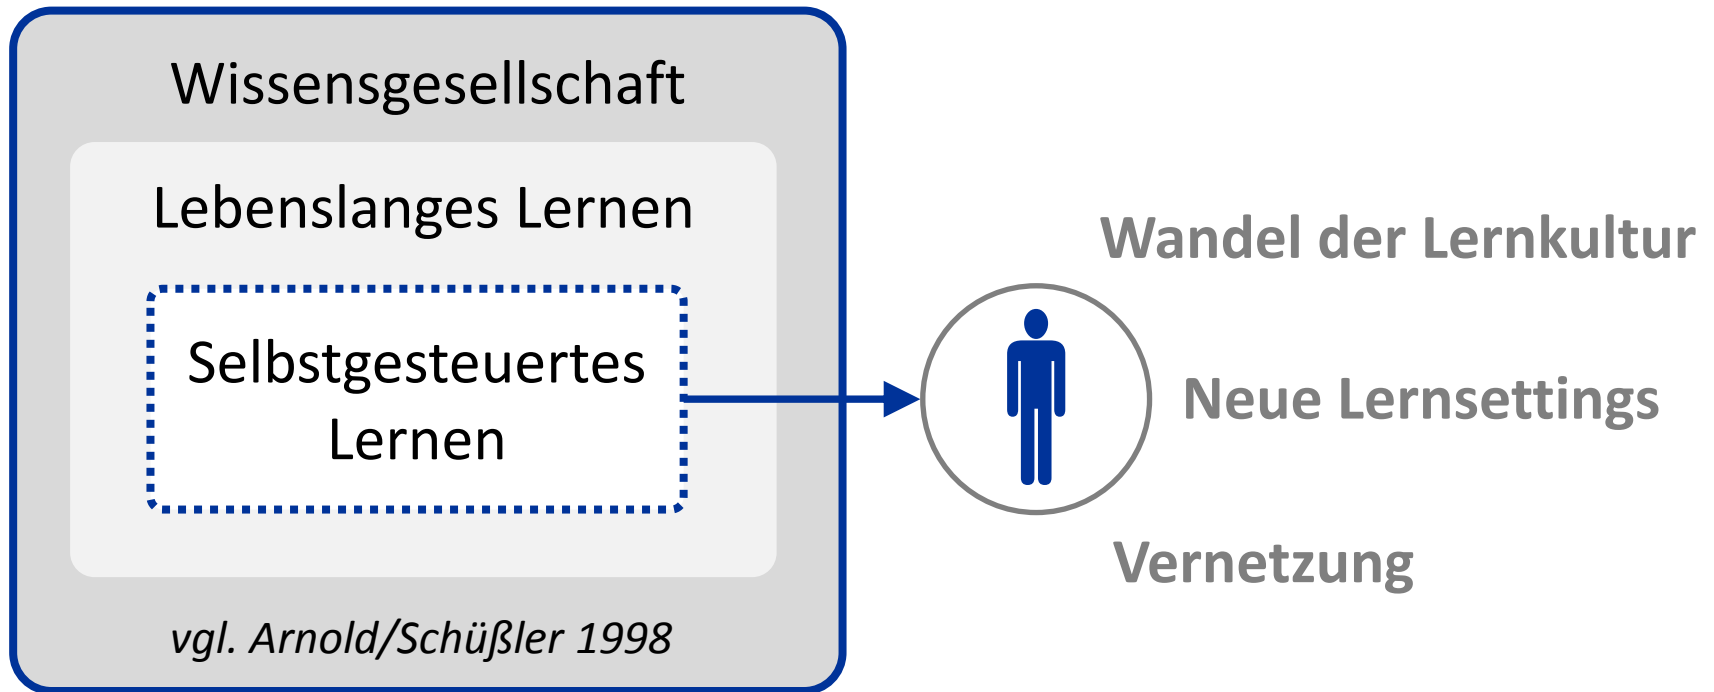 Wissensgesellschaft
Lebenslanges Lernen
Selbstgesteuertes
Lernen
vgl. Arnold/Schüßler 1998
Wandel der Lernkultur
Neue Lernsettings
Vernetzung